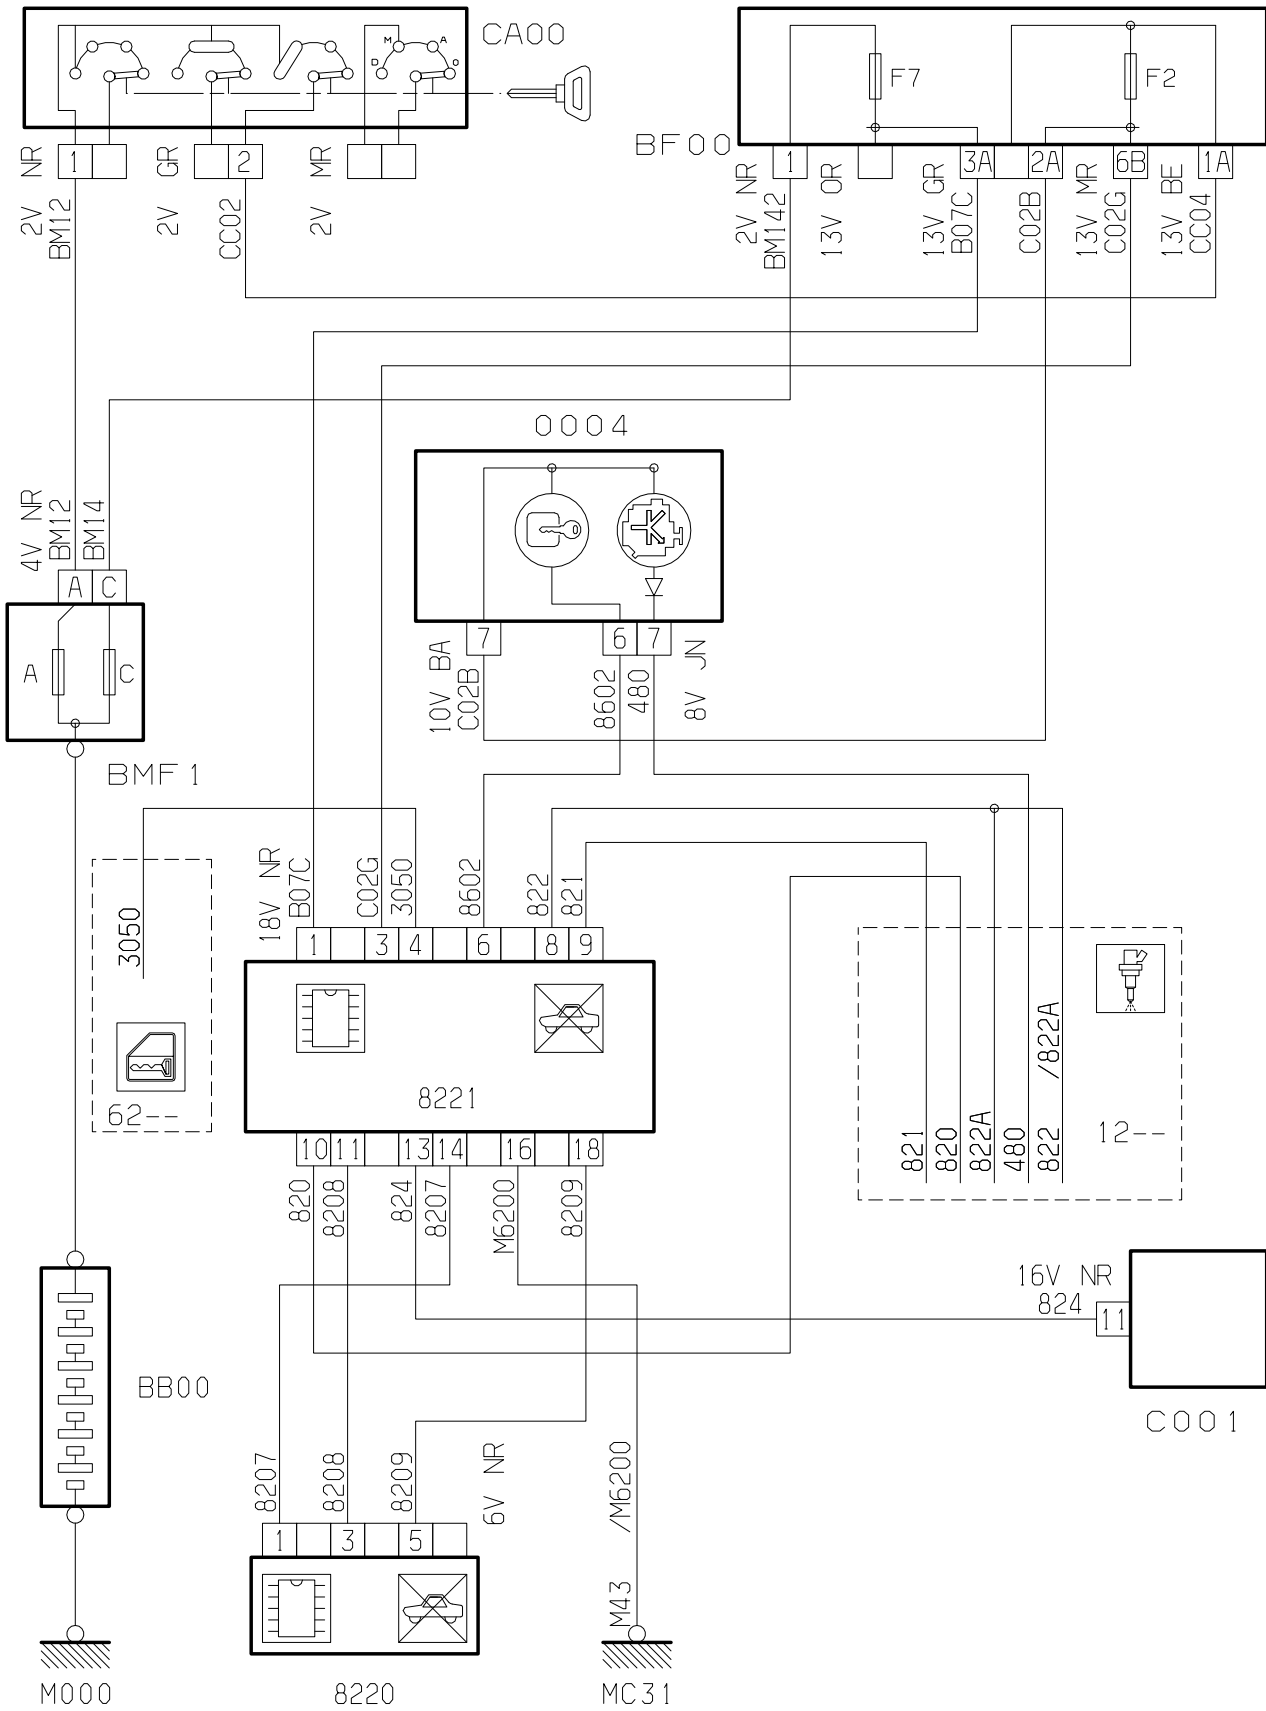 CA00
M
A
D
O
F7
F2
BF00
1
2
1
3A
2A
6B
1A
2V NR
BM12
2V GR
CC02
2V MR
2V NR
BM142
13V OR
13V GR
B07C
C02B
13V MR
C02G
13V BE
CC04
0004
4V NR
BM12
BM14
A
C
A
C
BMF1
7
6
7
10V BA
C02B
8602
480
8V JN
18V NR
B07C
C02G
3050
8602
822
821
3050
62--
1
3
4
6
8
9
8221
10
11
13
14
16
18
820
8208
824
8207
M6200
8209
821
820
822A
480
822
/822A
12--
16V NR
824
11
C001
BB00
8207
8208
8209
6V NR
/M6200
M43
1
3
5
M000
8220
MC31